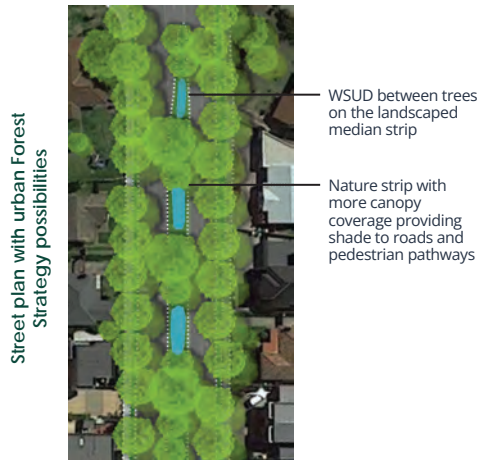 Street plan with urban Forest
Strategy possibilities
WSUD between trees
on the landscaped
median strip
Nature strip with
more canopy
coverage providing
shade to roads and
pedestrian pathways